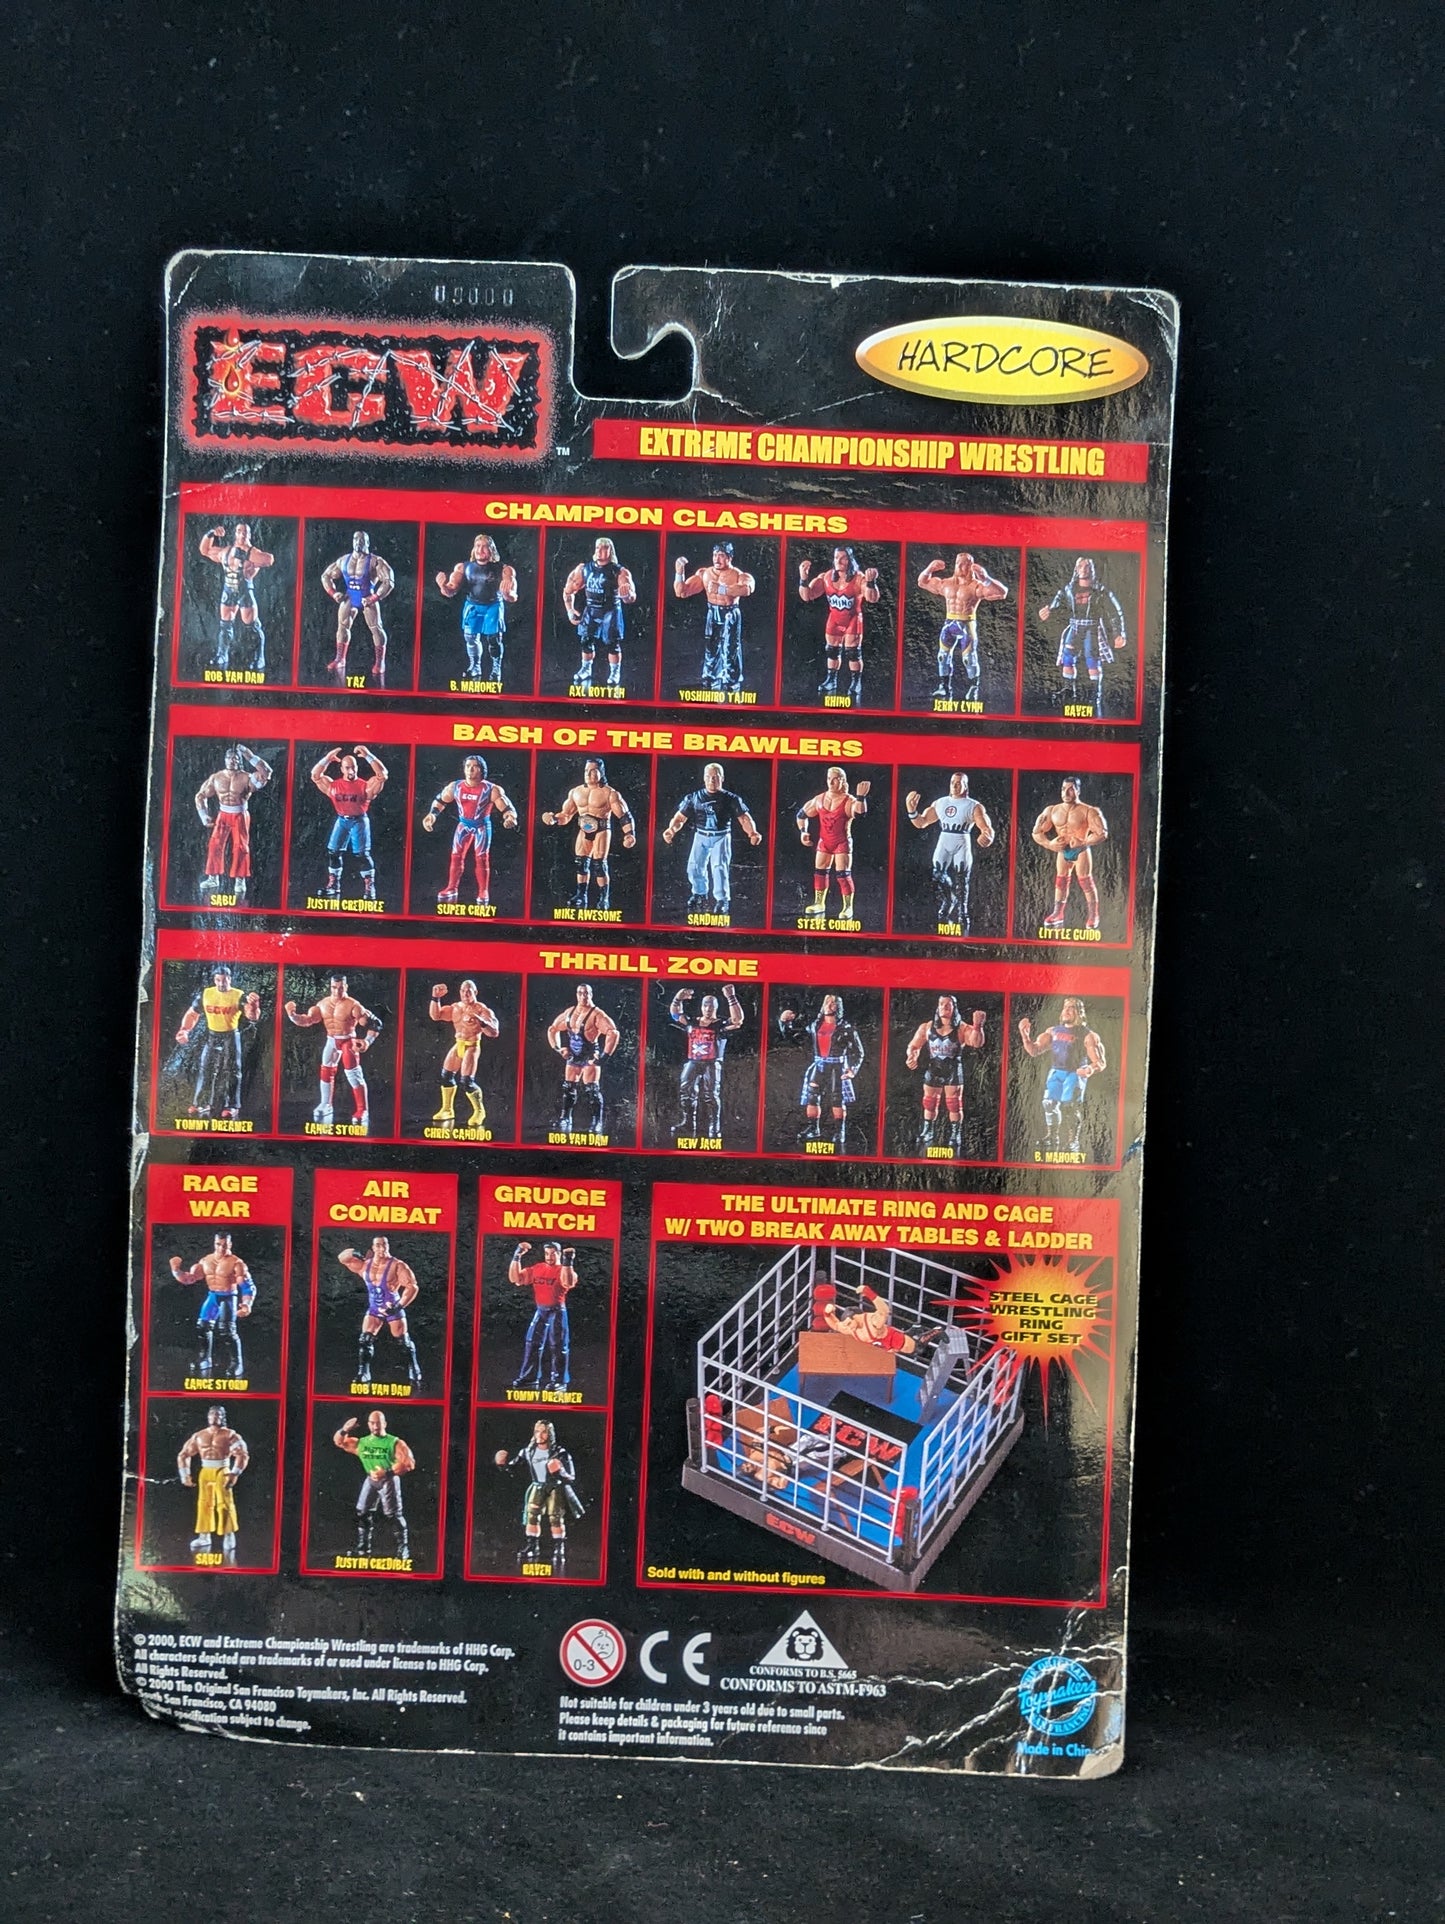 ECW
TM
HARDCORE
EXTREME CHAMPIONSHIP WRESTLING
CHAMPION CLASHERS
ROB VAN DAM
TAZ
B. MAHONEY
AXL ROTTEN
YOSHIHIRO TAJIRI
RHINO
JERRY LYNN
RAVEN
BASH OF THE BRAWLERS
SABU
JUSTIN CREDIBLE
SUPER CRAZY
MIKE AWESOME
SANDMAN
STEVE CORINO
NOVA
LITTLE GUIDO
THRILL ZONE
TOMMY DREAMER
LANCE STORM
CHRIS CANDIDO
ROB VAN DAM
NEW JACK
RAVEN
RHINO
B. MAHONEY
RAGE
WAR
LANCE STORM
SABU
AIR
COMBAT
ROB VAN DAM
JUSTIN CREDIBLE
GRUDGE
MATCH
TOMMY DREAMER
RAVEN
THE ULTIMATE RING AND CAGE
W/ TWO BREAK AWAY TABLES & LADDER
STEEL CAGE
WRESTLING
RING
GIFT SET
ECW
ECW
Sold with and without figures
© 2000, ECW and Extreme Championship Wrestling are trademarks of HHG Corp.
All characters depicted are trademarks of or used under license to HHG Corp.
All Rights Reserved.
© 2000 The Original San Francisco Toymakers, Inc. All Rights Reserved.
South San Francisco, CA 94080
specification subject to change.
0-3
CE
CONFORMS TO B.S. 5665
CONFORMS TO ASTM-F963
Not suitable for children under 3 years old due to small parts.
Please keep details & packaging for future reference since
it contains important information.
THE ORIGINAL
Toymakers
SAN FRANCISCO
Made in China